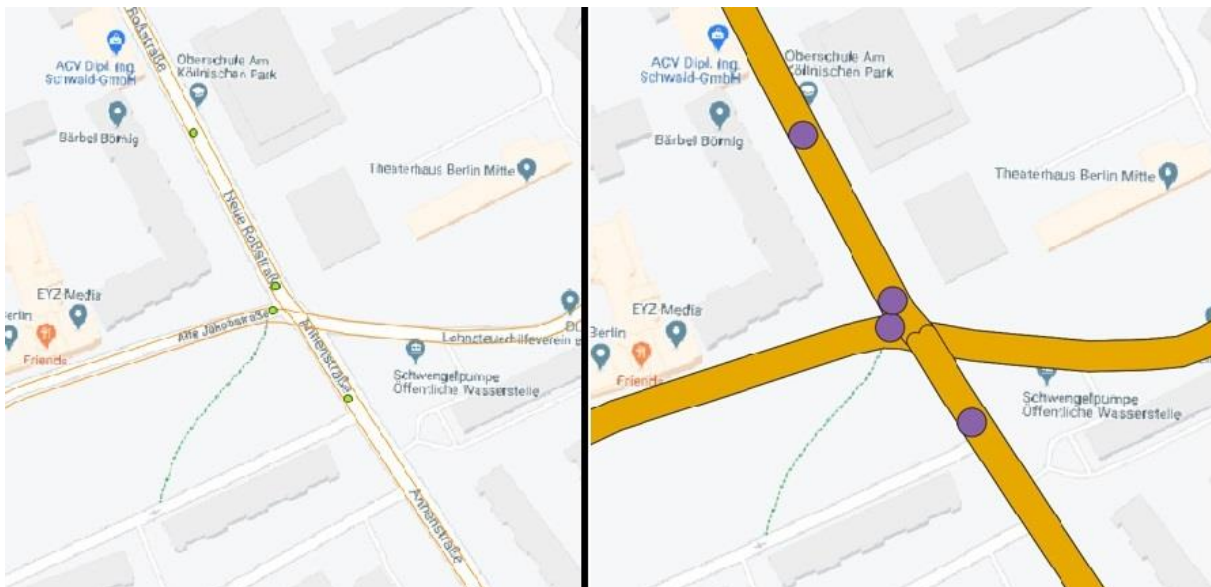 Roßstraße
ACV Dipl. Ing.
Schwald-GmbH
Oberschule Am
Köllnischen Park
Bärbel Börnig
Theaterhaus Berlin Mitte
Neue Roßstraße
EYZ Media
Berlin
Friends
Alte Jakobstraße
Annenstraße
Lohnsteuerhilfeverein
Schwengelpumpe
Öffentliche Wasserstelle
Annenstraße
ACV Dipl. Ing.
Schwald-GmbH
Oberschule Am
Köllnischen Park
Bärbel Börnig
Theaterhaus Berlin Mitte
EYZ Media
Berlin
Friends
Schwengelpumpe
Öffentliche Wasserstelle